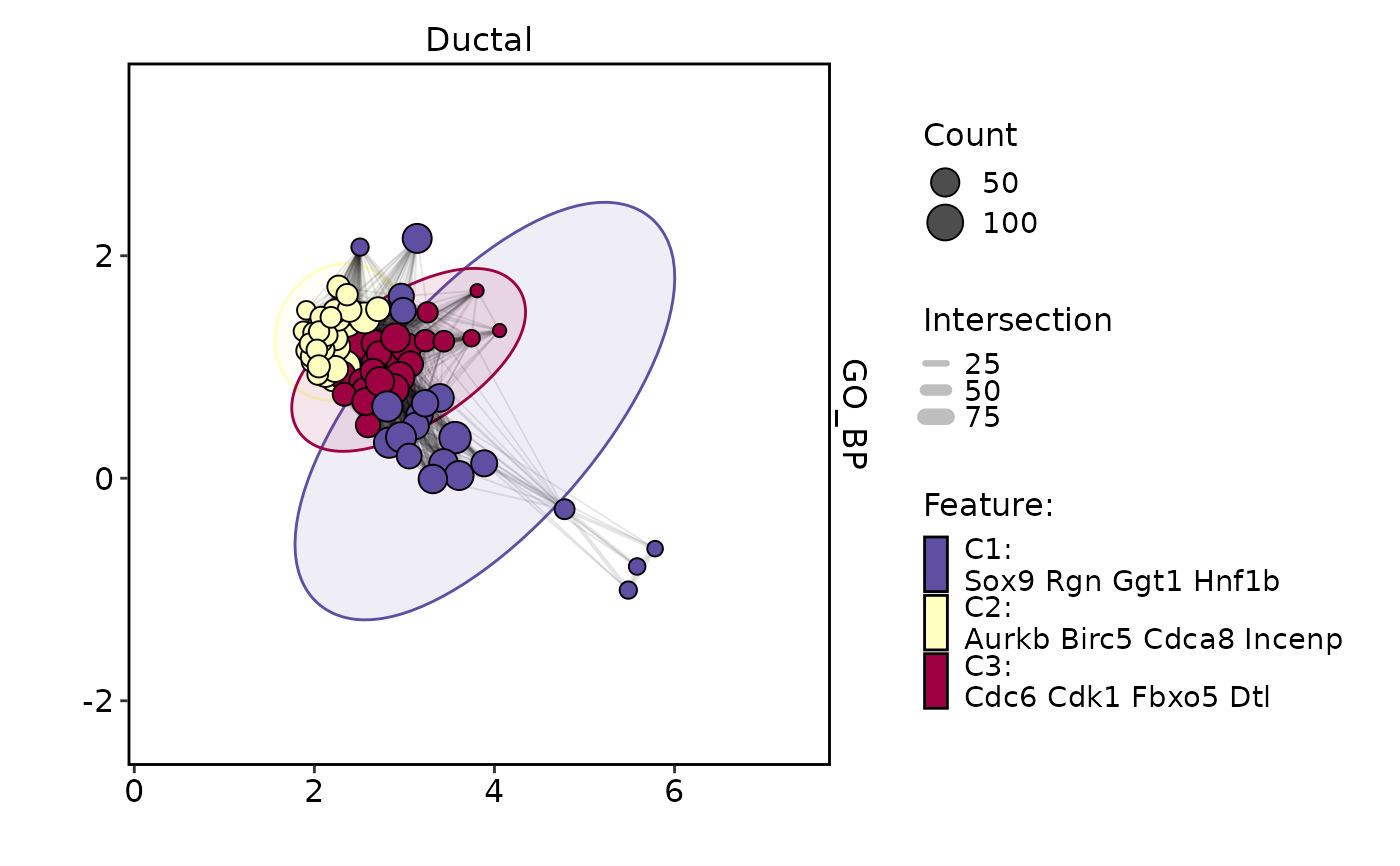 Ductal
2
0
-2
0
2
4
6
GO_BP
Count
50
100
Intersection
25
50
75
Feature:
C1:
Sox9 Rgn Ggt1 Hnf1b
C2:
Aurkb Birc5 Cdca8 Incenp
C3:
Cdc6 Cdk1 Fbxo5 Dtl